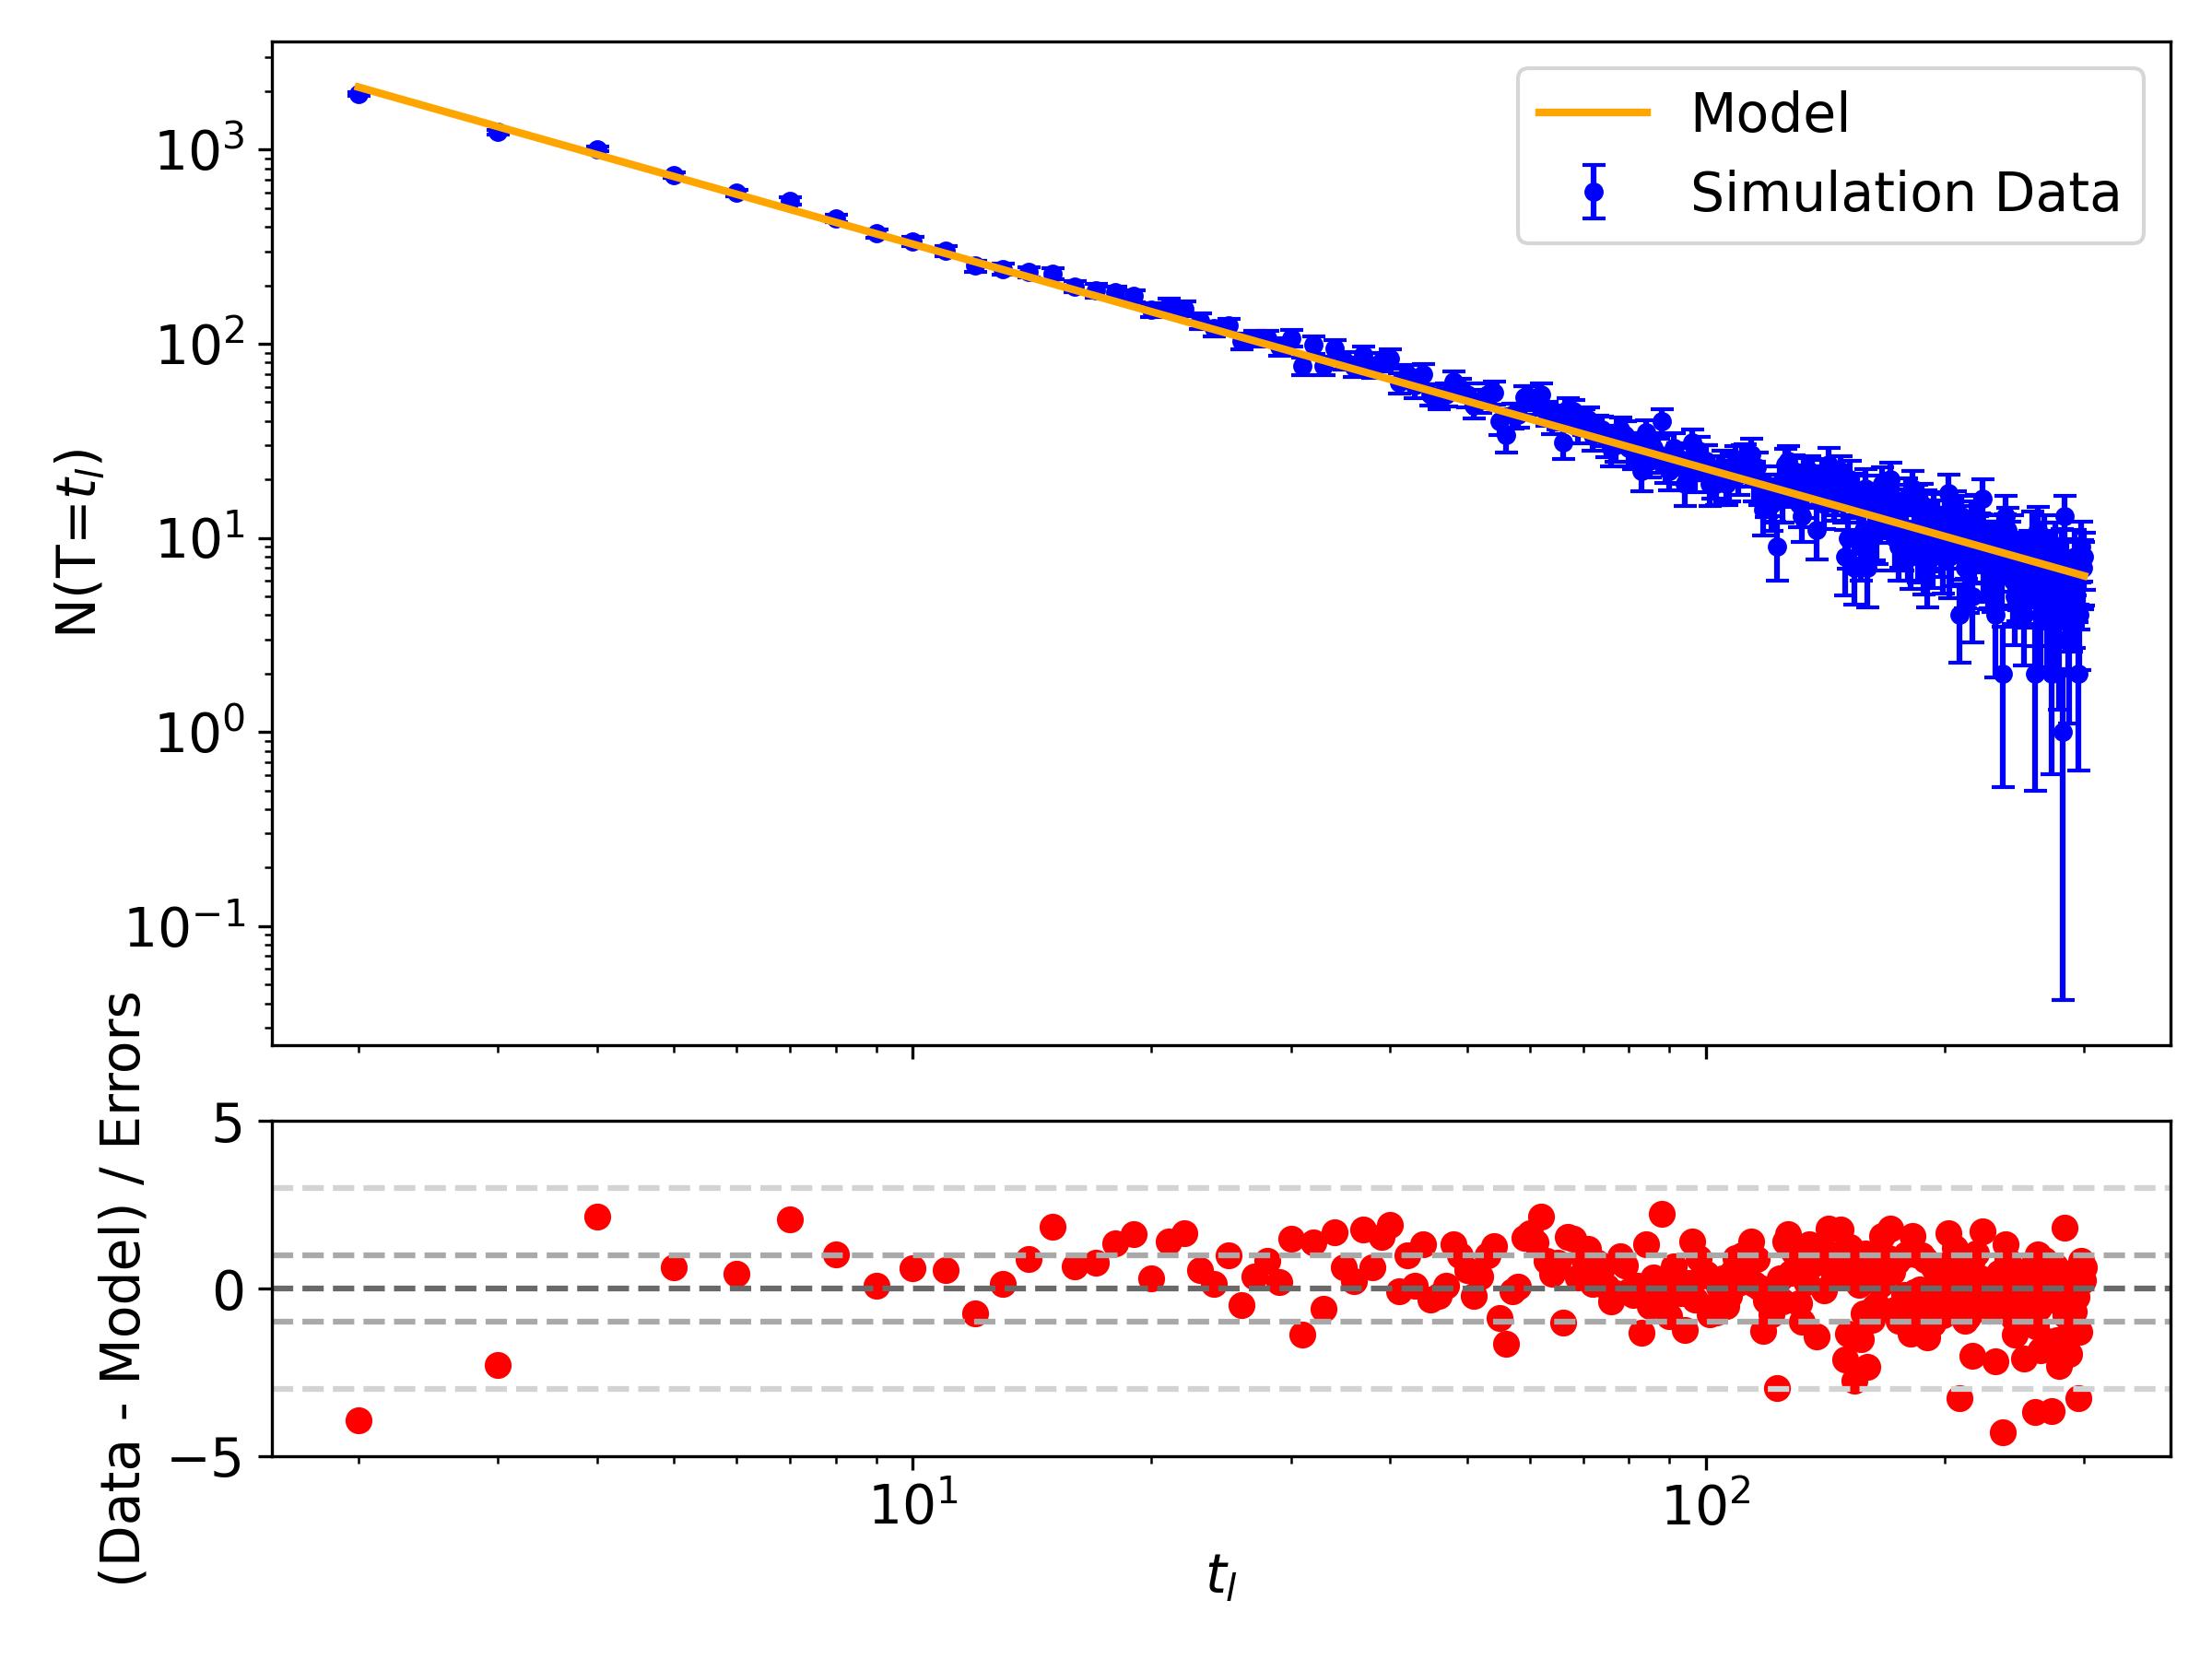 Model
Simulation Data
N(T=t_l)
10^3
10^2
10^1
10^0
10^−1
(Data - Model) / Errors
5
0
−5
10^1
10^2
t_l